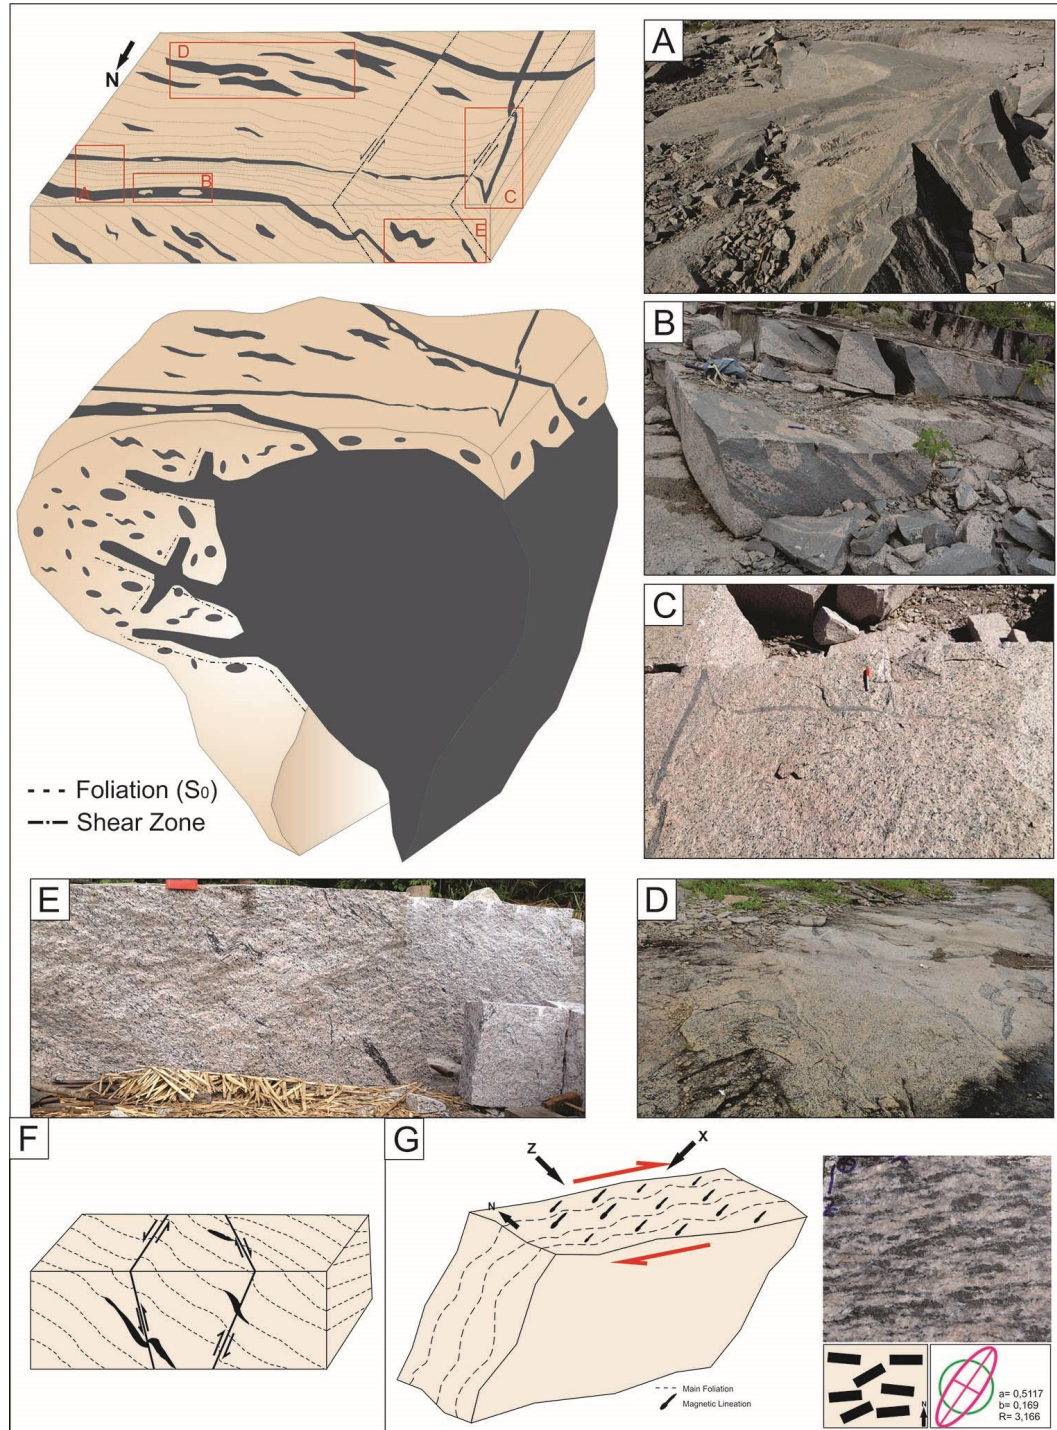 N
D
A
B
C
E
A
B
C
Foliation (S0)
Shear Zone
E
D
F
G
Z
X
N
Main Foliation
Magnetic Lineation
N
a= 0,5117
b= 0,169
R= 3,166